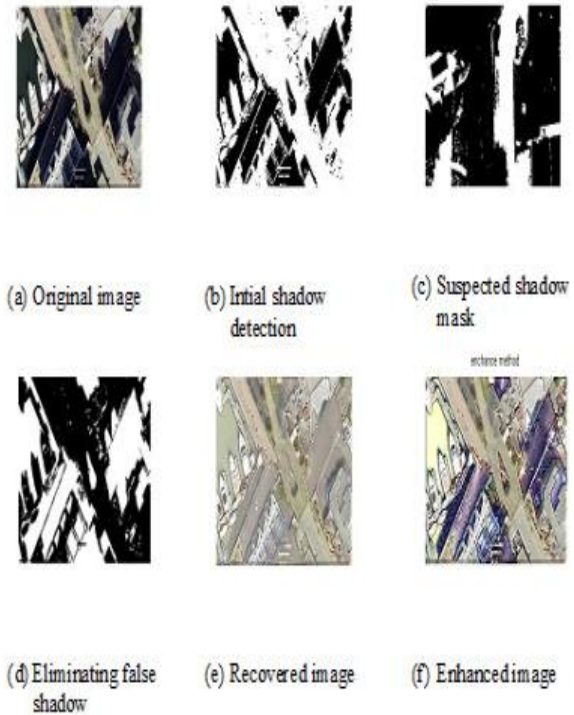 (a) Original image
(b) Intial shadow
detection
(c) Suspected shadow
mask
enchance method
(d) Eliminating false
shadow
(e) Recovered image
(f) Enhanced image